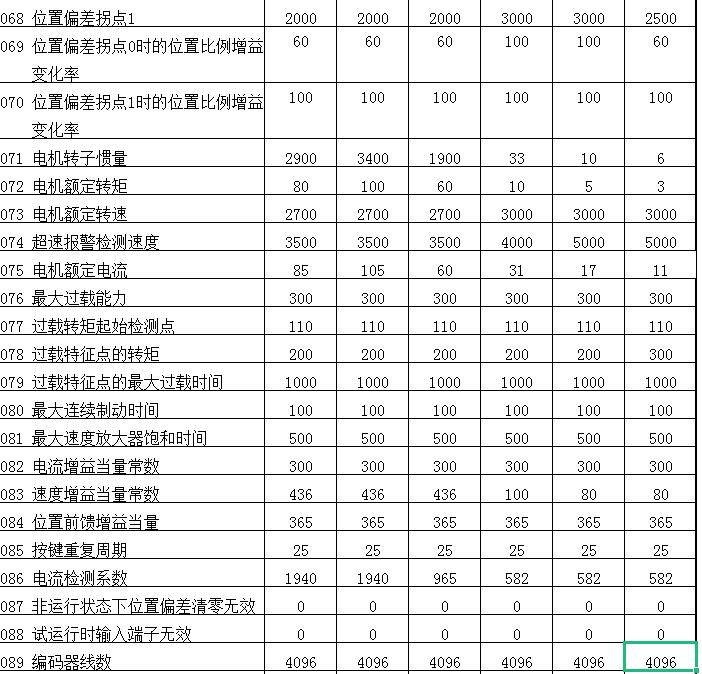 068 位置偏差拐点1 2000 2000 2000 3000 3000 2500
069 位置偏差拐点0时的位置比例增益 60 60 60 100 100 60
变化率
070 位置偏差拐点1时的位置比例增益 100 100 100 100 100 100
变化率
071 电机转子惯量 2900 3400 1900 33 10 6
072 电机额定转矩 80 100 60 10 5 3
073 电机额定转速 2700 2700 2700 3000 3000 3000
074 超速报警检测速度 3500 3500 3500 4000 5000 5000
075 电机额定电流 85 105 60 31 17 11
076 最大过载能力 300 300 300 300 300 300
077 过载转矩起始检测点 110 110 110 110 110 110
078 过载特征点的转矩 200 200 200 200 200 300
079 过载特征点的最大过载时间 1000 1000 1000 1000 1000 1000
080 最大连续制动时间 100 100 100 100 100 100
081 最大速度放大器饱和时间 500 500 500 500 500 500
082 电流增益当量常数 300 300 300 300 300 300
083 速度增益当量常数 436 436 436 100 80 80
084 位置前馈增益当量 365 365 365 365 365 365
085 按键重复周期 25 25 25 25 25 25
086 电流检测系数 1940 1940 965 582 582 582
087 非运行状态下位置偏差清零无效 0 0 0 0 0 0
088 试运行时输入端子无效 0 0 0 0 0 0
089 编码器线数 4096 4096 4096 4096 4096 4096